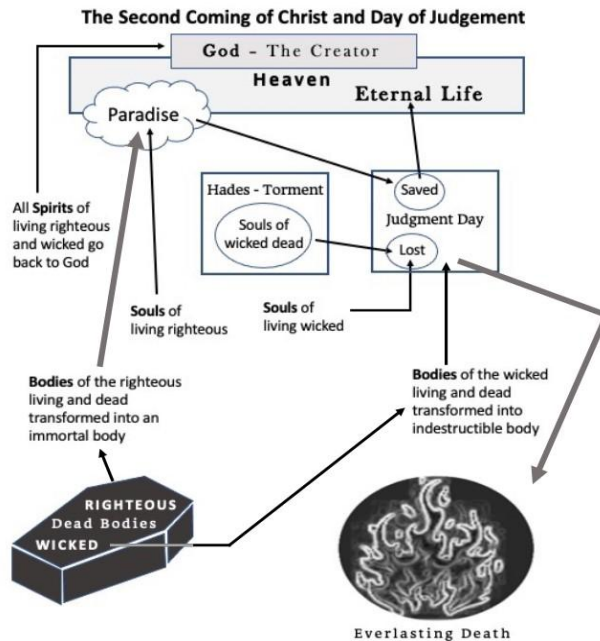 The Second Coming of Christ and Day of Judgement
God – The Creator
Heaven
Eternal Life
Paradise
All Spirits of
living righteous
and wicked go
back to God
Hades - Torment
Souls of
wicked dead
Saved
Judgment Day
Lost
Souls of
living righteous
Souls of
living wicked
Bodies of the righteous
living and dead
transformed into an
immortal body
Bodies of the wicked
living and dead
transformed into
indestructible body
RIGHTEOUS
Dead Bodies
WICKED
Everlasting Death